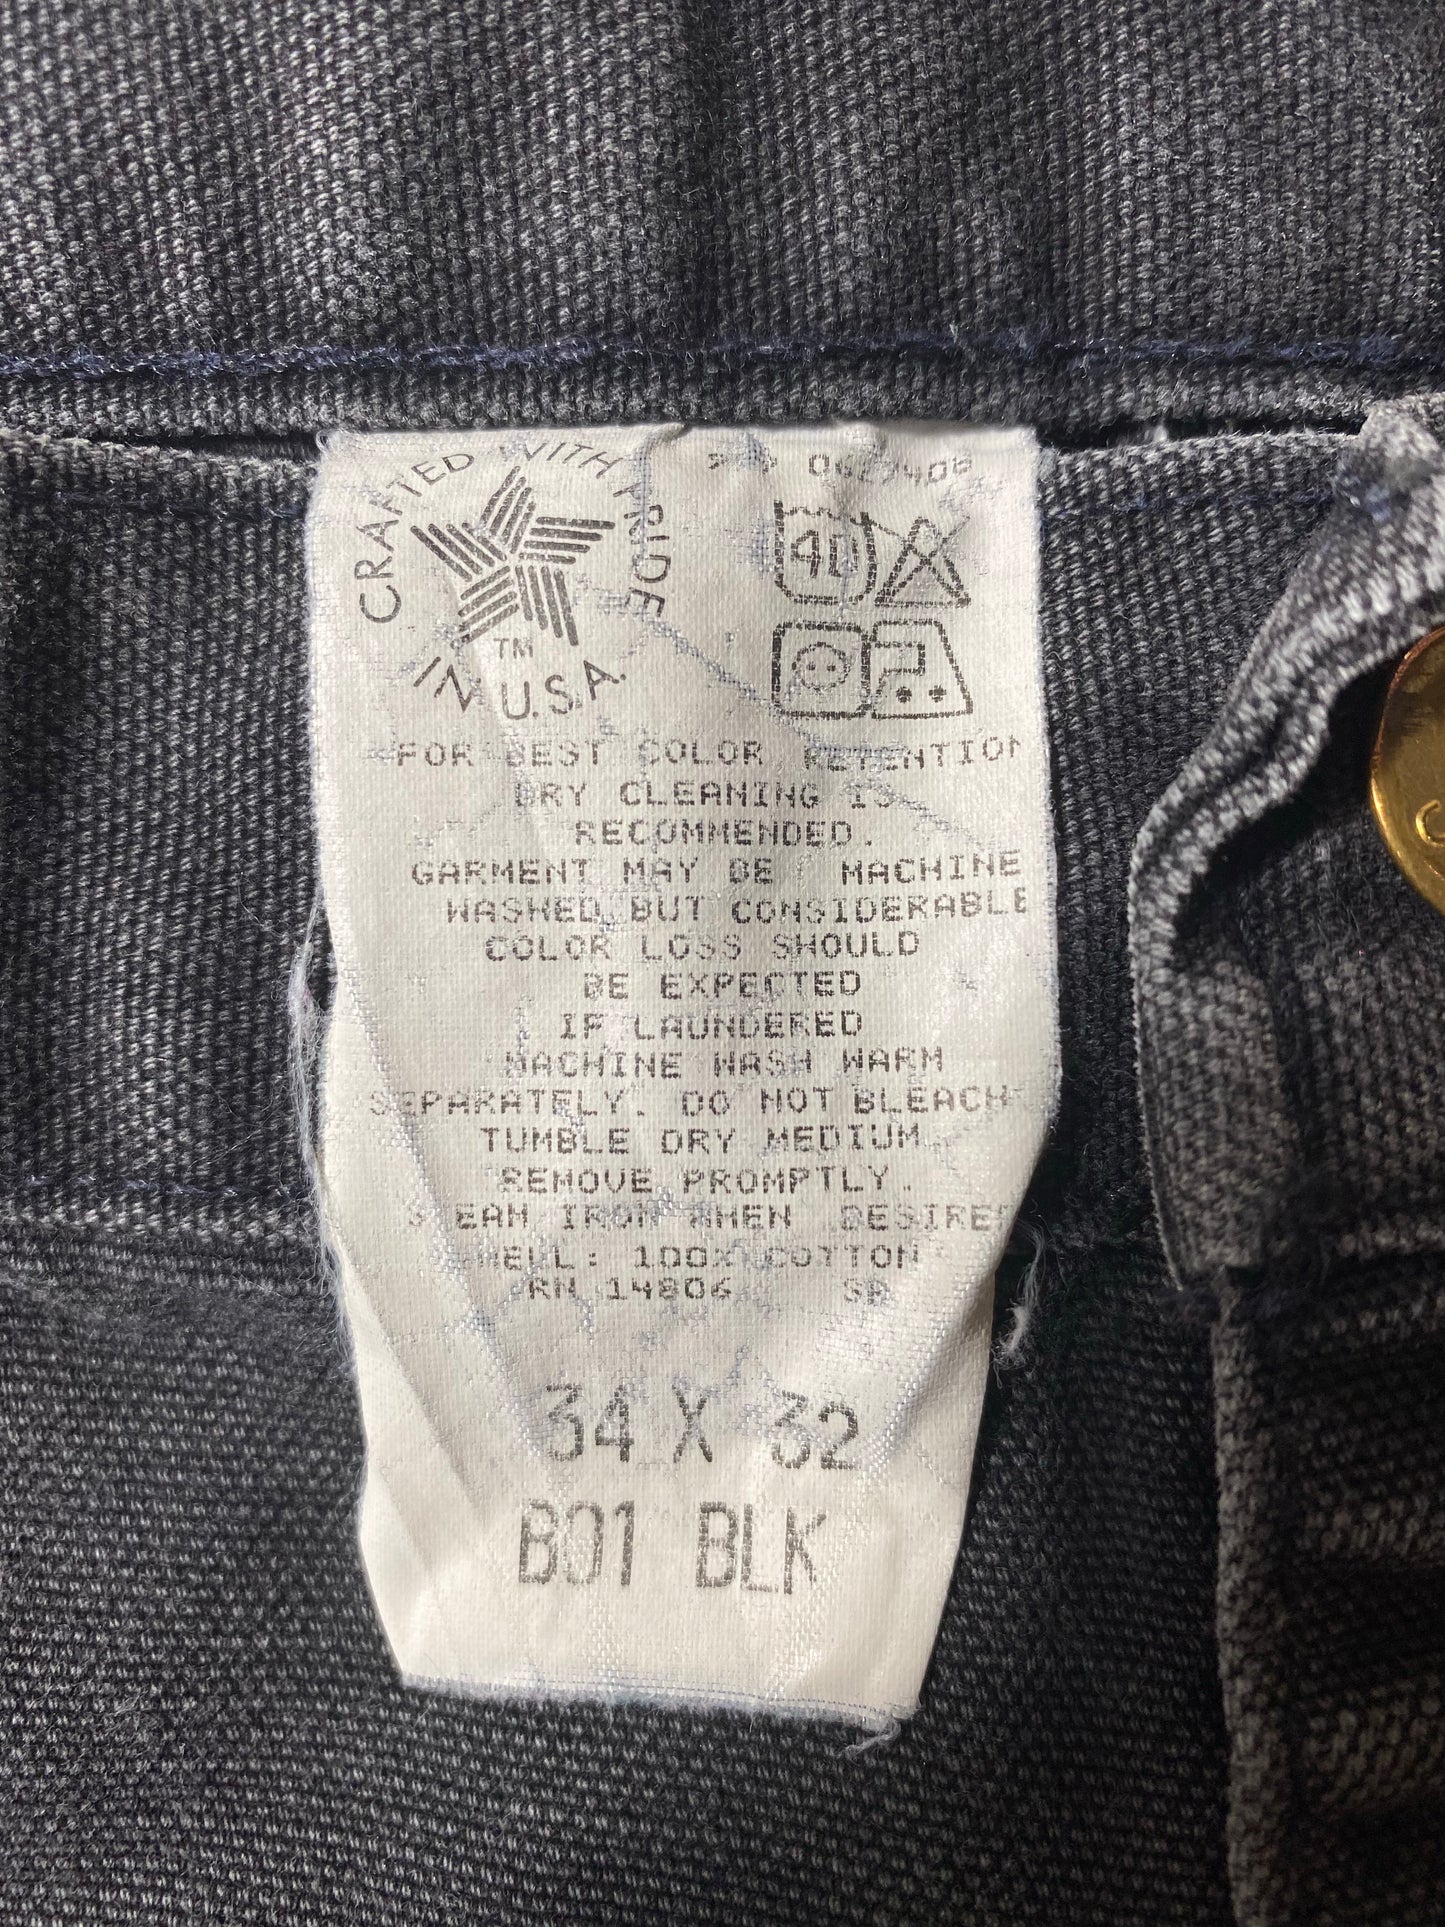 CRAFTED WITH PRIDE
IN U.S.A.
TM
40
FOR BEST COLOR RETENTION
DRY CLEANING IS
RECOMMENDED.
GARMENT MAY BE MACHINE
WASHED BUT CONSIDERABLE
COLOR LOSS SHOULD
BE EXPECTED
IF LAUNDERED
MACHINE WASH WARM
SEPARATELY. DO NOT BLEACH
TUMBLE DRY MEDIUM
REMOVE PROMPTLY.
IRON WHEN DESIRED
100% COTTON
RN 14806
34 X 32
B01 BLK
C